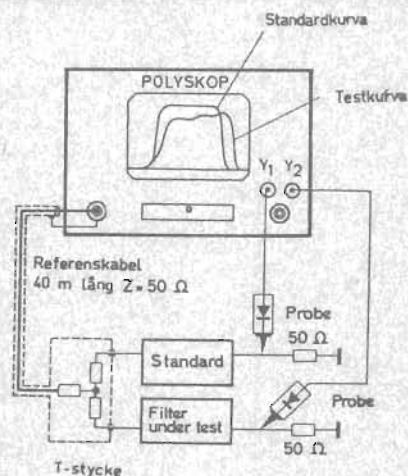 Standardkurva
POLYSKOP
Testkurva
Y1 Y2
Referenskabel
40 m lång Z=50 Ω
Probe
50 Ω
Standard
Filter
under test
Probe
50 Ω
T-stycke